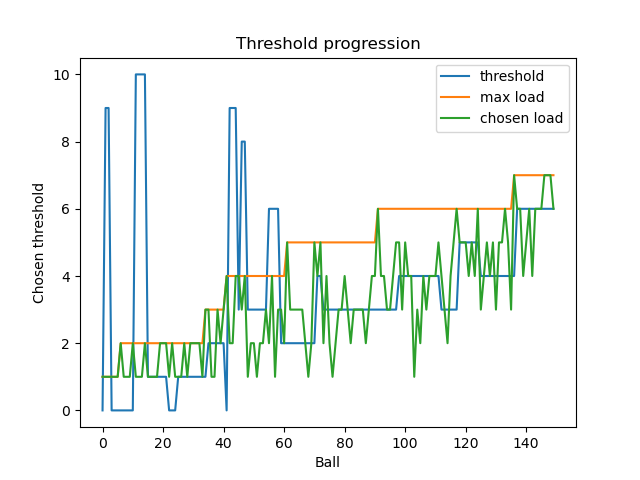 Threshold progression
threshold
max load
chosen load
Chosen threshold
10
8
6
4
2
0
0 20 40 60 80 100 120 140
Ball